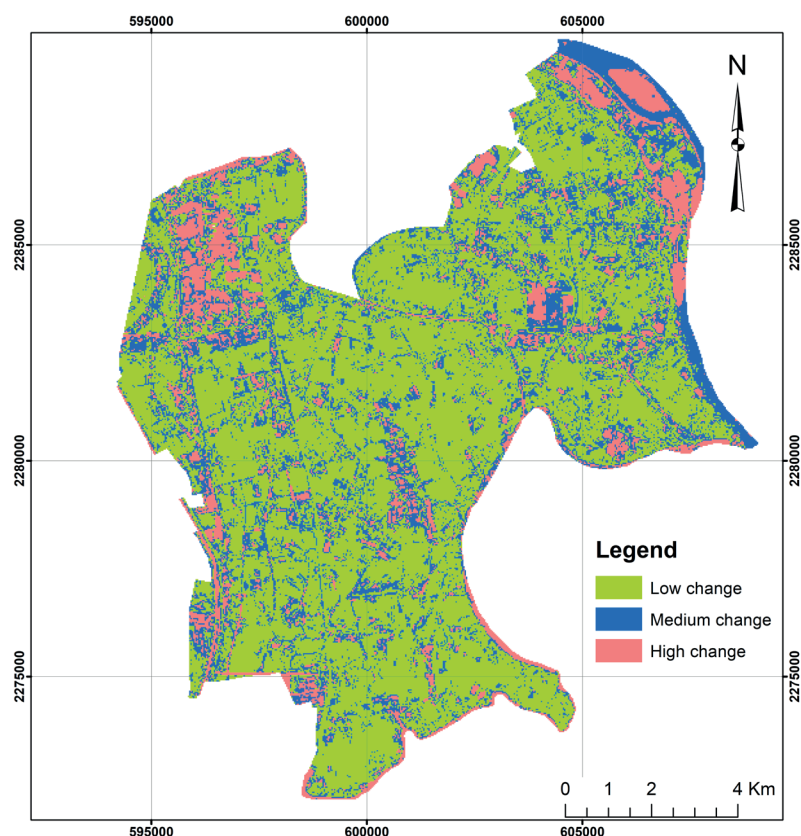 595000 600000 605000
N
2285000 2285000
2280000 2280000
Legend
Low change
Medium change
High change
2275000 2275000
0 1 2 4 Km
595000 600000 605000